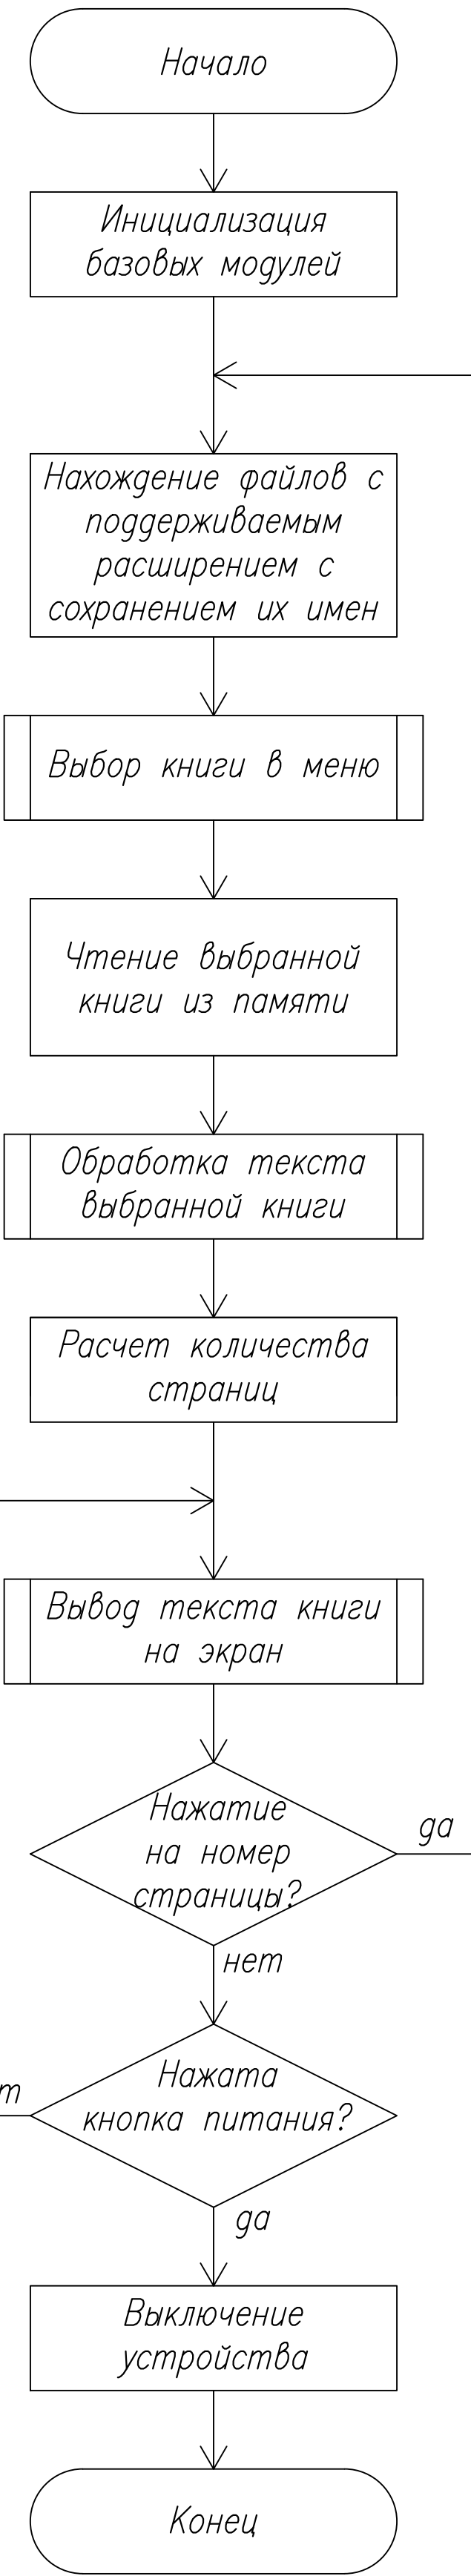 Начало
Инициализация
базовых модулей
Нахождение файлов с
поддерживаемым
расширением с
сохранением их имен
Выбор книги в меню
Чтение выбранной
книги из памяти
Обработка текста
выбранной книги
Расчет количества
страниц
Вывод текста книги
на экран
Нажатие
на номер
страницы?
да
нет
Нажата
кнопка питания?
т
да
Выключение
устройства
Конец